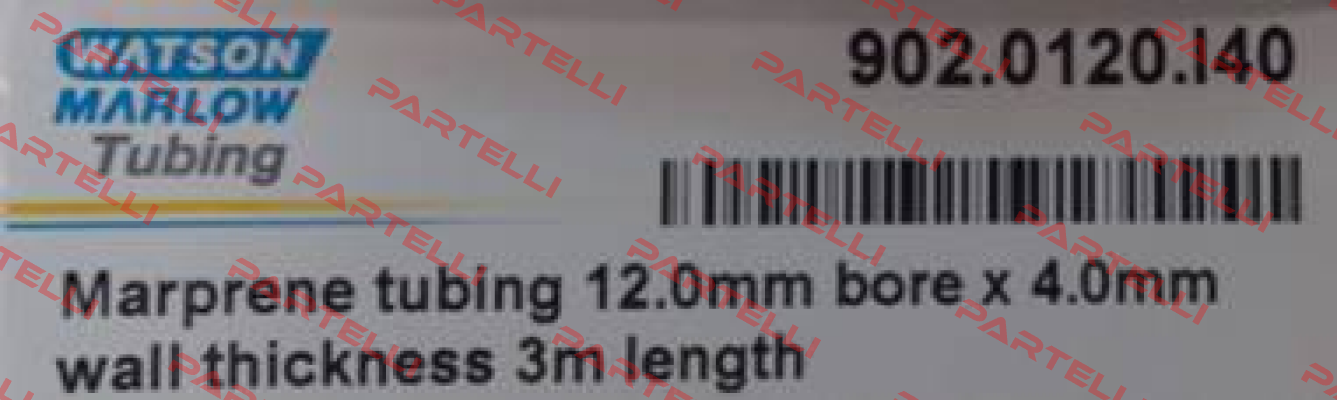 WATSON
MARLOW
Tubing
902.0120.I40
Marprene tubing 12.0mm bore x 4.0mm
wall thickness 3m length
PARTELLI